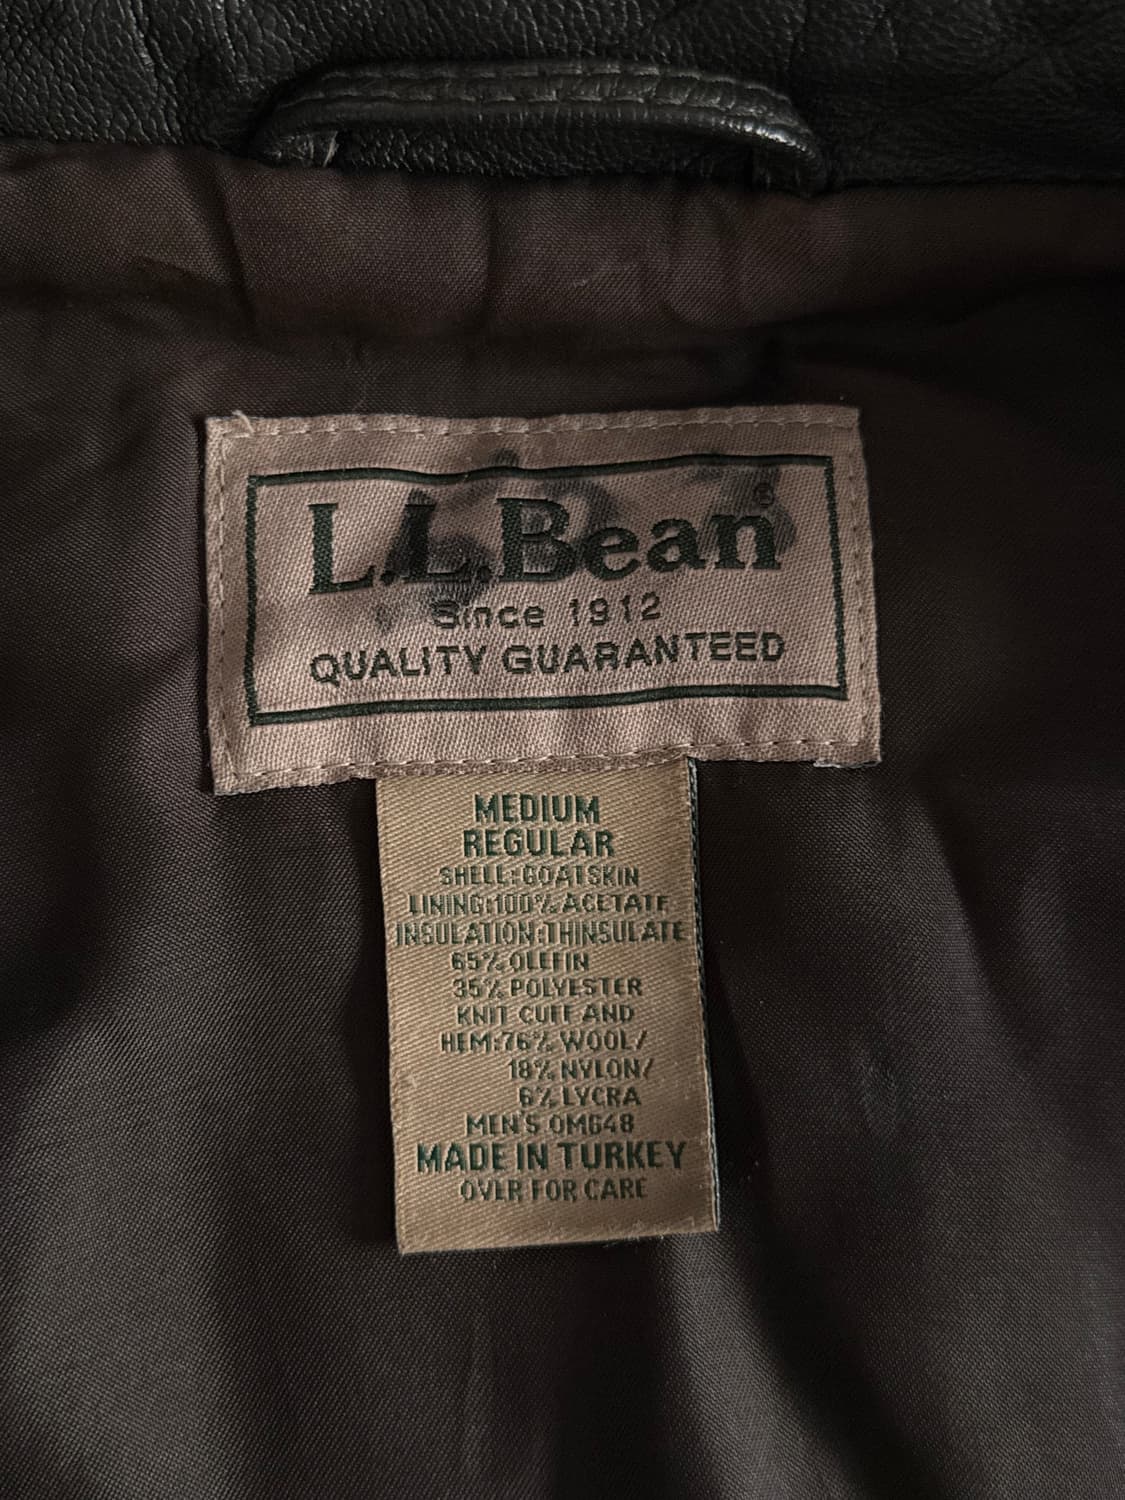 L.L.Bean®
Since 1912
QUALITY GUARANTEED
MEDIUM
REGULAR
SHELL:GOATSKIN
LINING:100% ACETATE
INSULATION:THINSULATE
65% OLEFIN
35% POLYESTER
KNIT CUFF AND
HEM:76% WOOL/
18% NYLON/
6% LYCRA
MEN'S 0M648
MADE IN TURKEY
OVER FOR CARE